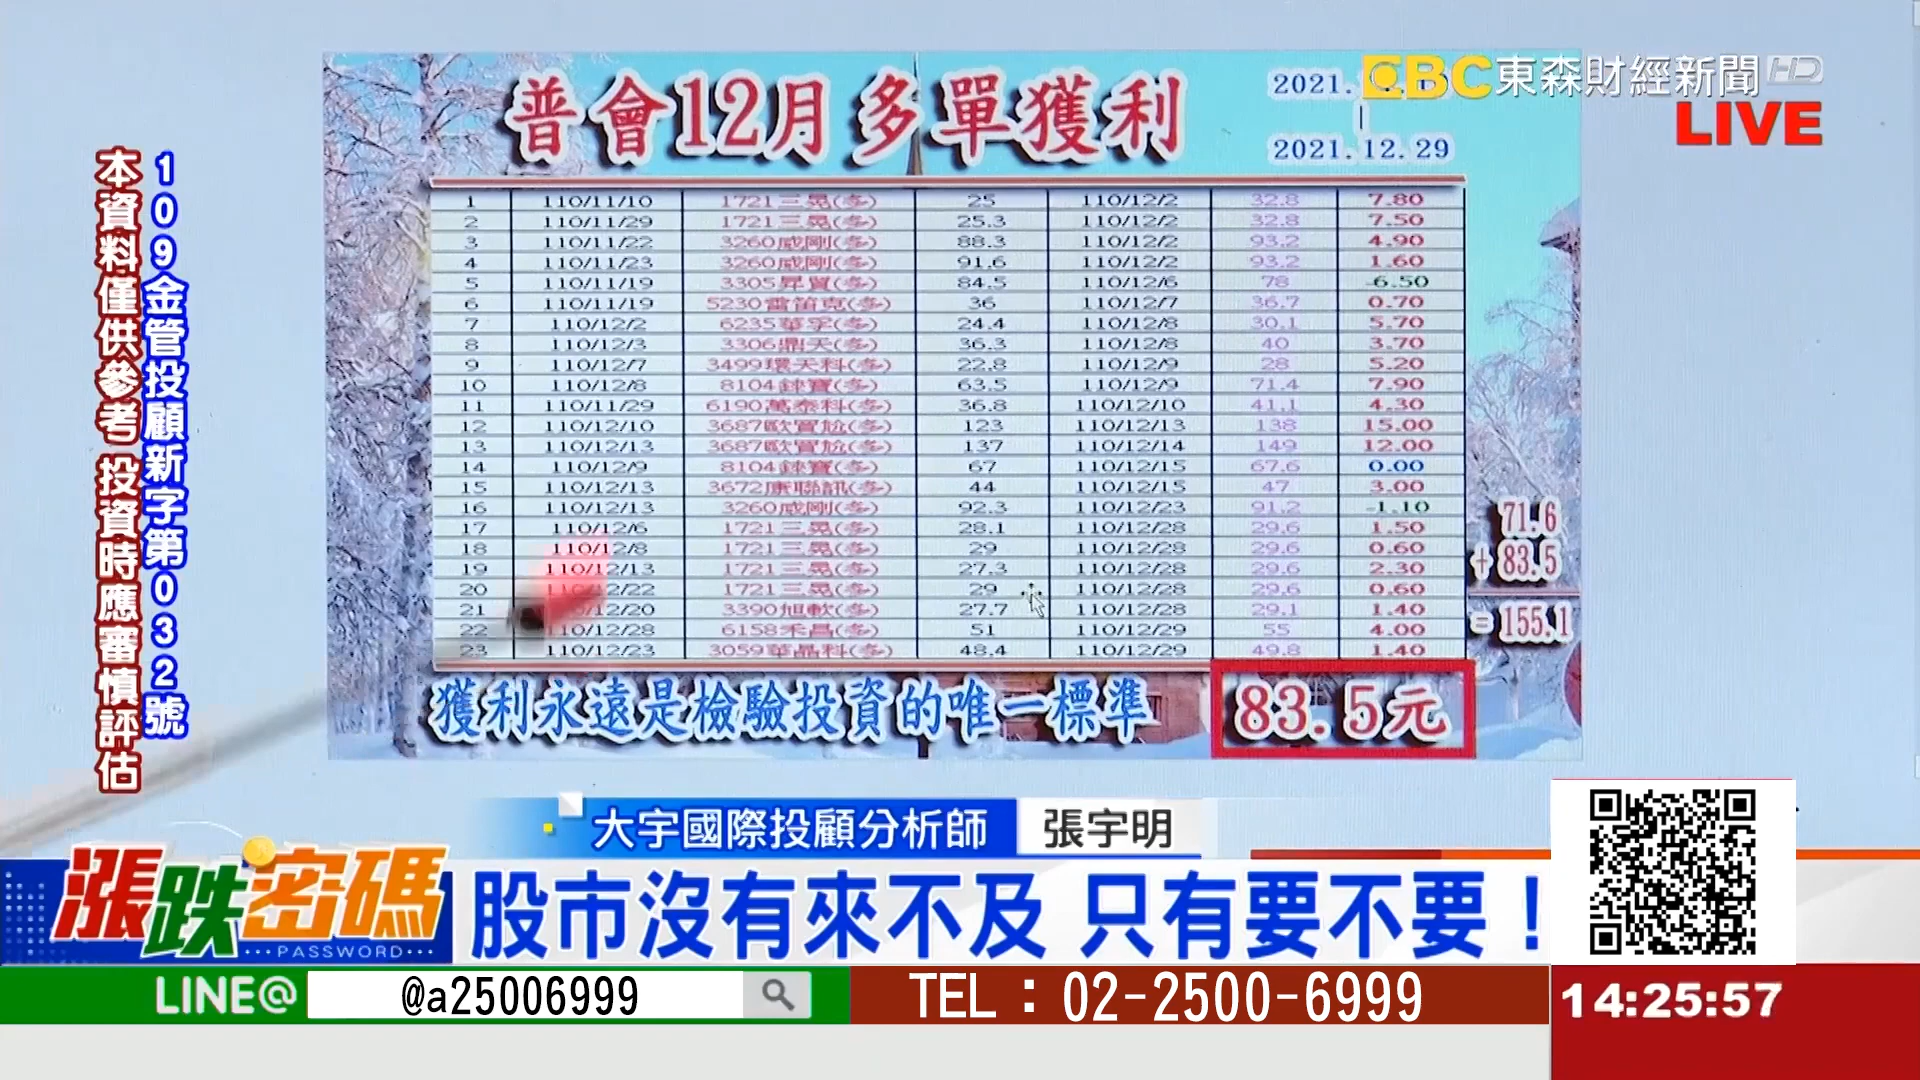 EBC東森財經新聞HD
LIVE
普會12月多單獲利
2021.
2021.12.29
1 110/11/10 1721三晃(多) 25 110/12/2 32.8 7.80
2 110/11/29 1721三晃(多) 25.3 110/12/2 32.8 7.50
3 110/11/22 3260威剛(多) 88.3 110/12/2 93.2 4.90
4 110/11/23 3260威剛(多) 91.6 110/12/2 93.2 1.60
5 110/11/19 3305昇貿(多) 84.5 110/12/6 78 -6.50
6 110/11/19 5230雷笛克(多) 36 110/12/7 36.7 0.70
7 110/12/2 6235華孚(多) 24.4 110/12/8 30.1 5.70
8 110/12/3 3306鼎天(多) 36.3 110/12/8 40 3.70
9 110/12/7 3499環天科(多) 22.8 110/12/9 28 5.20
10 110/12/8 8104錸寶(多) 63.5 110/12/9 71.4 7.90
11 110/11/29 6190萬泰科(多) 36.8 110/12/10 41.1 4.30
12 110/12/10 3687歐買尬(多) 123 110/12/13 138 15.00
13 110/12/13 3687歐買尬(多) 137 110/12/14 149 12.00
14 110/12/9 8104錸寶(多) 67 110/12/15 67.6 0.00
15 110/12/13 3672康聯訊(多) 44 110/12/15 47 3.00
16 110/12/13 3260威剛(多) 92.3 110/12/23 91.2 -1.10
17 110/12/6 1721三晃(多) 28.1 110/12/28 29.6 1.50
18 110/12/8 1721三晃(多) 29 110/12/28 29.6 0.60
19 110/12/13 1721三晃(多) 27.3 110/12/28 29.6 2.30
20 110/12/22 1721三晃(多) 29 110/12/28 29.6 0.60
21 110/12/20 3390旭軟(多) 27.7 110/12/28 29.1 1.40
22 110/12/28 6158禾昌(多) 51 110/12/29 55 4.00
23 110/12/23 3059華晶科(多) 48.4 110/12/29 49.8 1.40
71.6
+ 83.5
= 155.1
獲利永遠是檢驗投資的唯一標準 83.5元
109金管投顧新字第032號
本資料僅供參考 投資時應審慎評估
大宇國際投顧分析師 張宇明
漲跌密碼
PASSWORD
股市沒有來不及 只有要不要!
LINE@ @a25006999 TEL:02-2500-6999
14:25:57